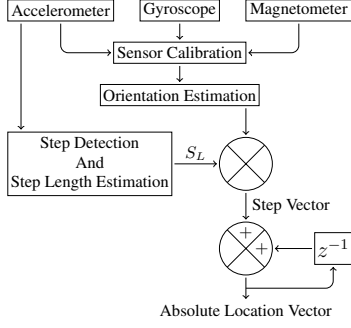 Accelerometer Gyroscope Magnetometer
Sensor Calibration
Orientation Estimation
Step Detection
And
Step Length Estimation
S_L
Step Vector
+
+
z^{-1}
Absolute Location Vector